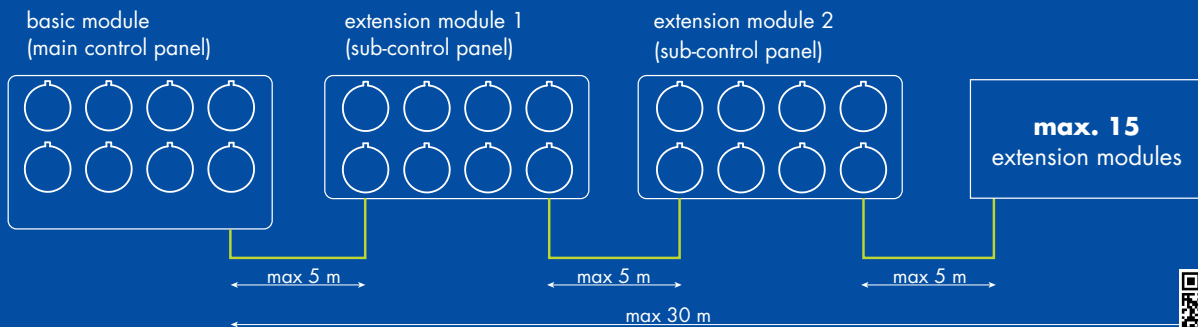 basic module
(main control panel)
extension module 1
(sub-control panel)
extension module 2
(sub-control panel)
max. 15
extension modules
max 5 m
max 5 m
max 5 m
max 30 m